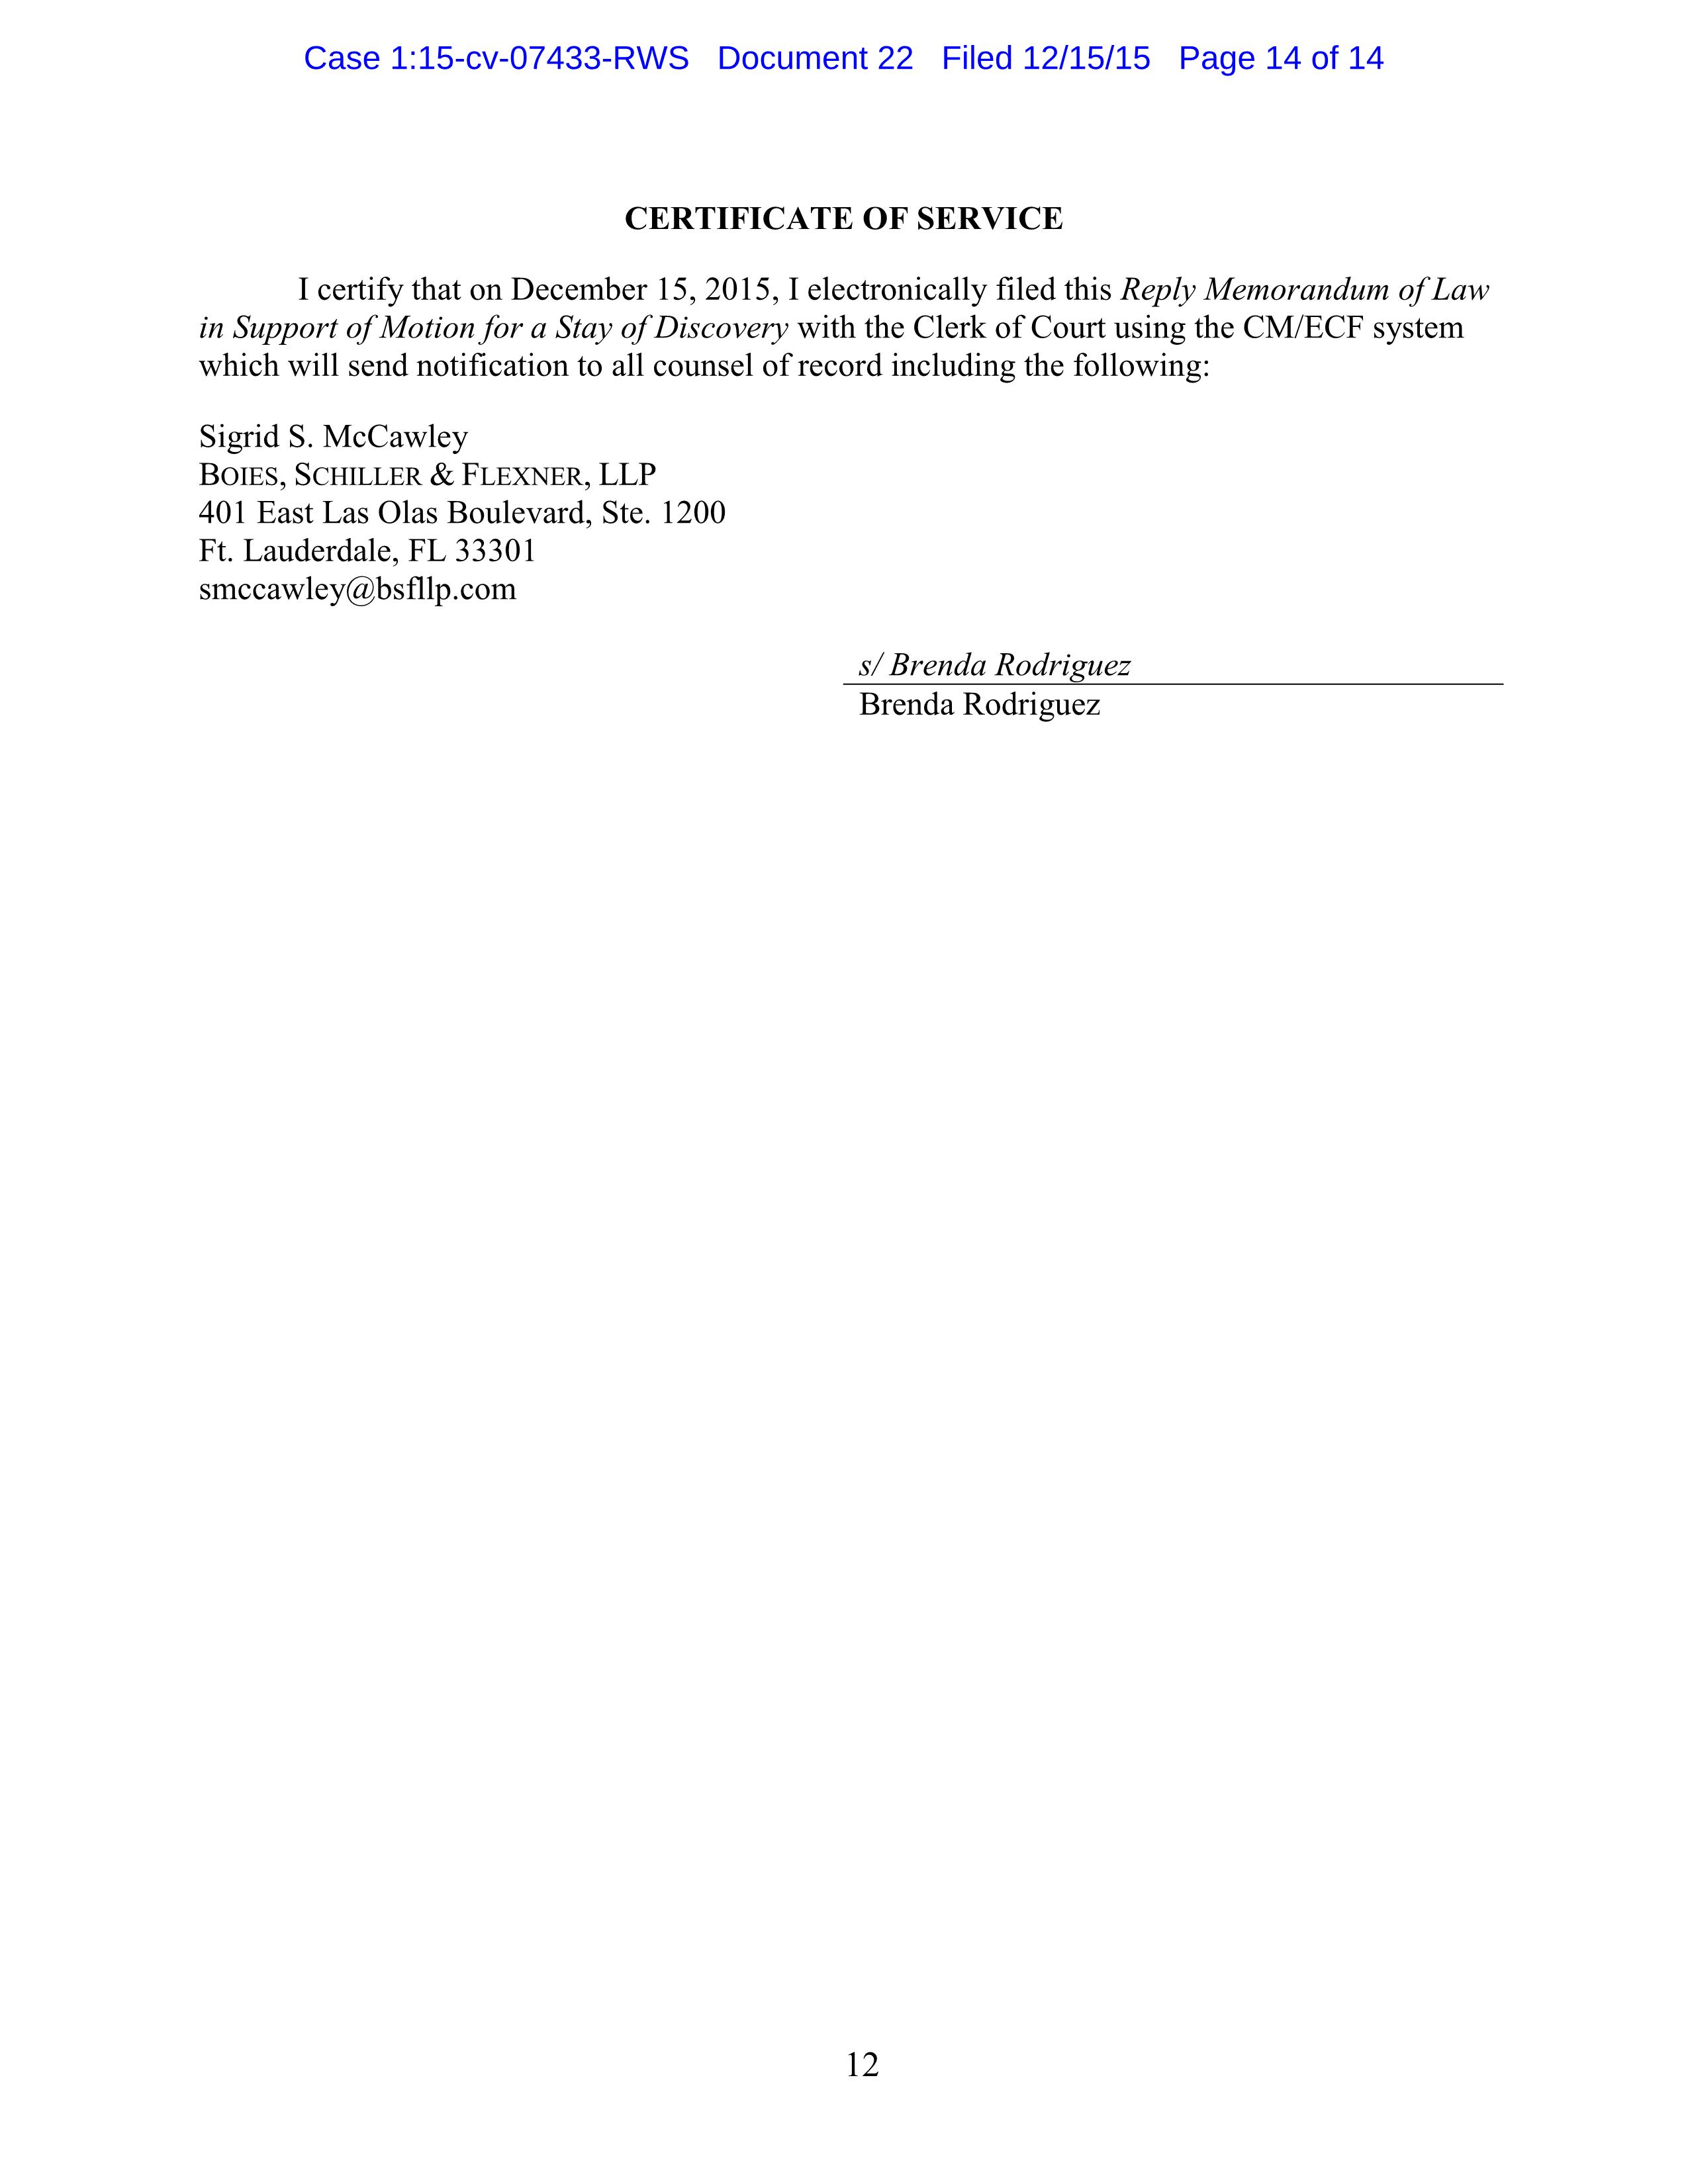 Case 1:15-cv-07433-RWS Document 22 Filed 12/15/15 Page 14 of 14
CERTIFICATE OF SERVICE
I certify that on December 15, 2015, I electronically filed this Reply Memorandum of Law
in Support of Motion for a Stay of Discovery with the Clerk of Court using the CM/ECF system
which will send notification to all counsel of record including the following:
Sigrid S. McCawley
BOIES, SCHILLER & FLEXNER, LLP
401 East Las Olas Boulevard, Ste. 1200
Ft. Lauderdale, FL 33301
smccawley@bsfllp.com
s/ Brenda Rodriguez
Brenda Rodriguez
12